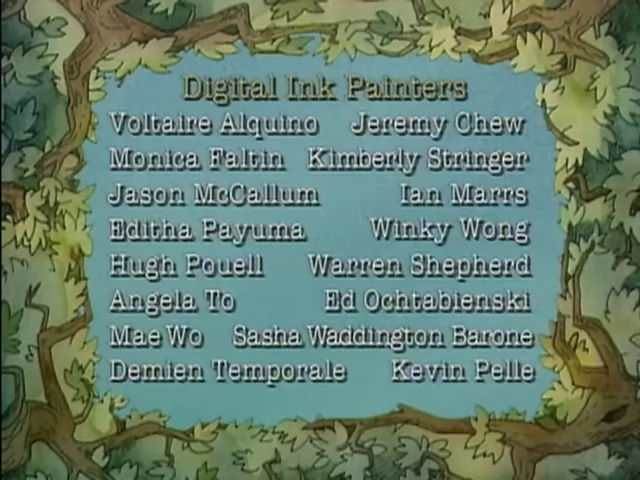 Digital Ink Painters
Voltaire Alquino Jeremy Chew
Monica Faltin Kimberly Stringer
Jason McCallum Ian Marrs
Editha Payuma Winky Wong
Hugh Pouell Warren Shepherd
Angela To Ed Ochtabienski
Mae Wo Sasha Waddington Barone
Demien Temporale Kevin Pelle